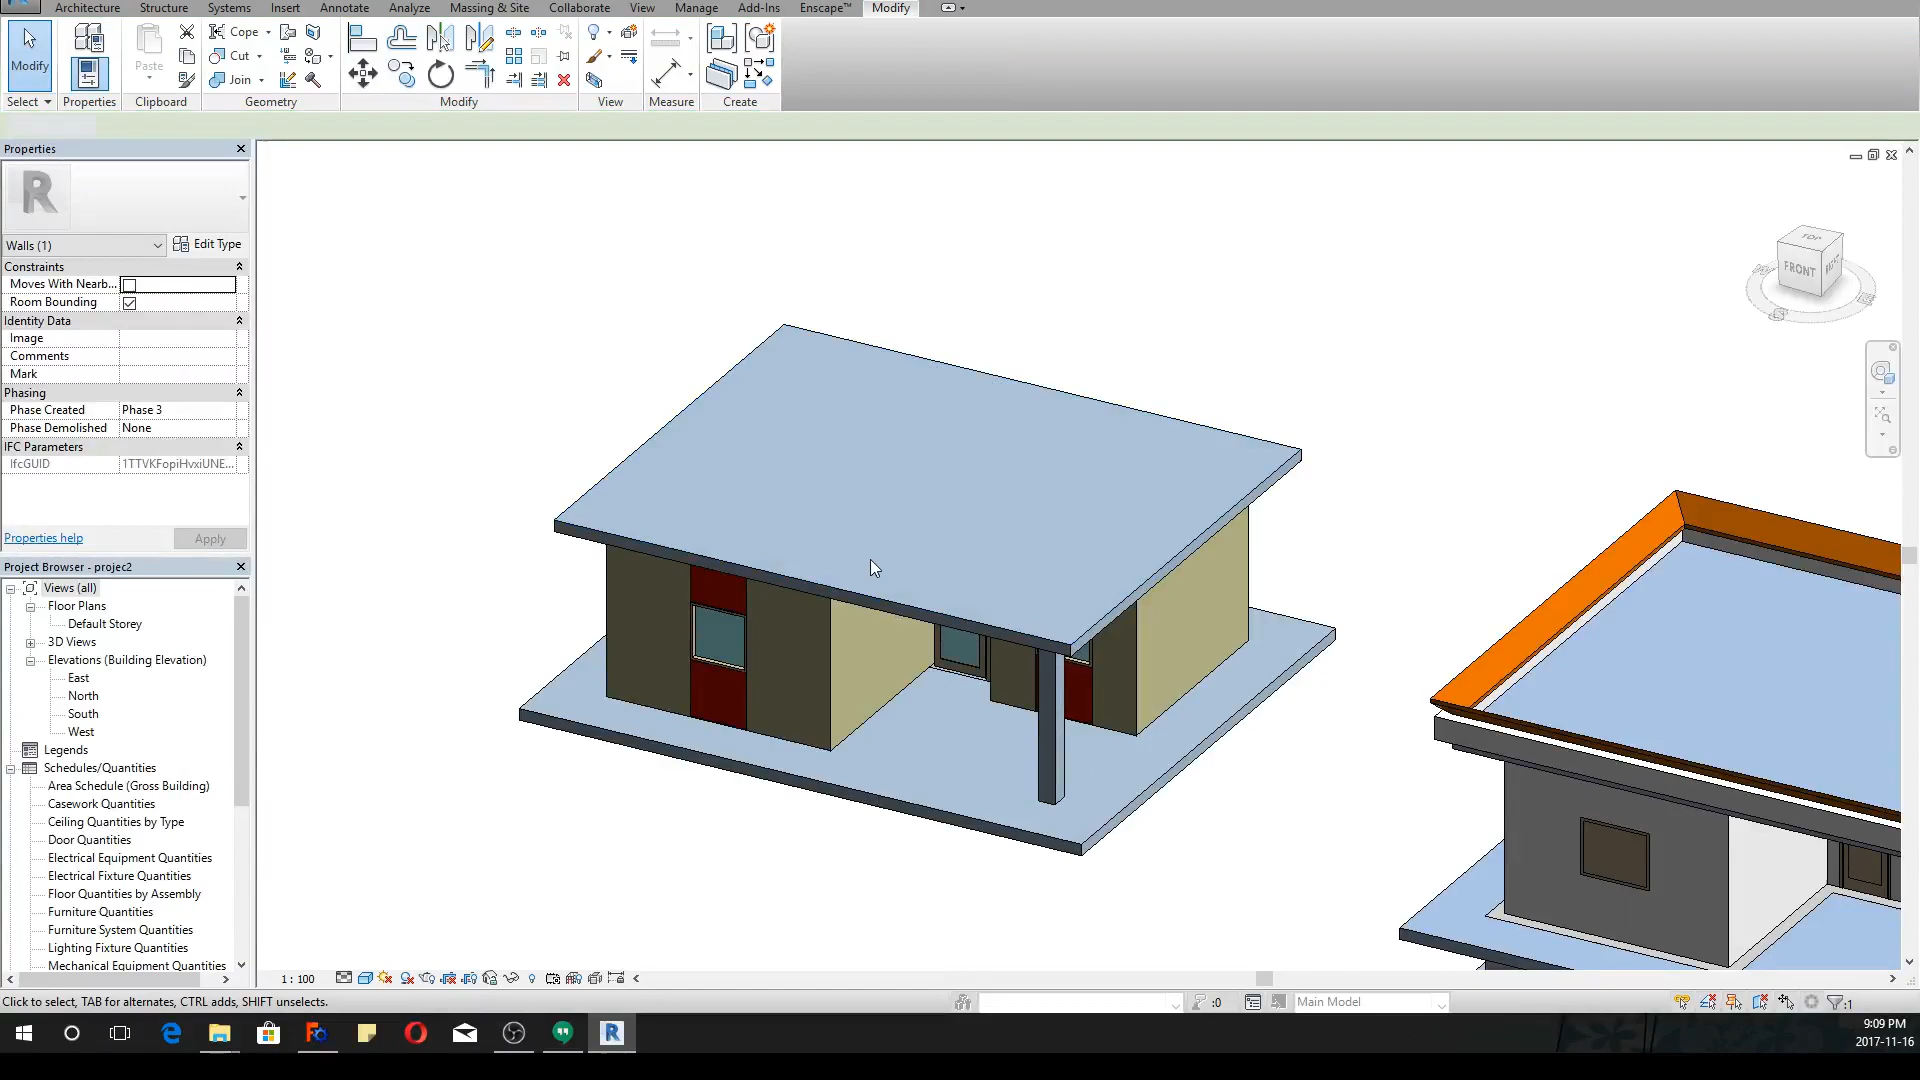 Architecture Structure Systems Insert Annotate Analyze Massing & Site Collaborate View Manage Add-Ins Enscape™ Modify
Modify
Paste
Cope
Cut
Join
Select Properties Clipboard Geometry Modify View Measure Create
Properties
R
Walls (1)
Edit Type
Constraints
Moves With Nearb...
Room Bounding
Identity Data
Image
Comments
Mark
Phasing
Phase Created Phase 3
Phase Demolished None
IFC Parameters
IfcGUID 1TTVKFopiHvxiUNE...
Properties help
Apply
Project Browser - projec2
Views (all)
Floor Plans
Default Storey
3D Views
Elevations (Building Elevation)
East
North
South
West
Legends
Schedules/Quantities
Area Schedule (Gross Building)
Casework Quantities
Ceiling Quantities by Type
Door Quantities
Electrical Equipment Quantities
Electrical Fixture Quantities
Floor Quantities by Assembly
Furniture Quantities
Furniture System Quantities
Lighting Fixture Quantities
Mechanical Equipment Quantities
TOP
FRONT
RIGHT
1 : 100
Click to select, TAB for alternates, CTRL adds, SHIFT unselects.
:0
Main Model
:1
9:09 PM
2017-11-16